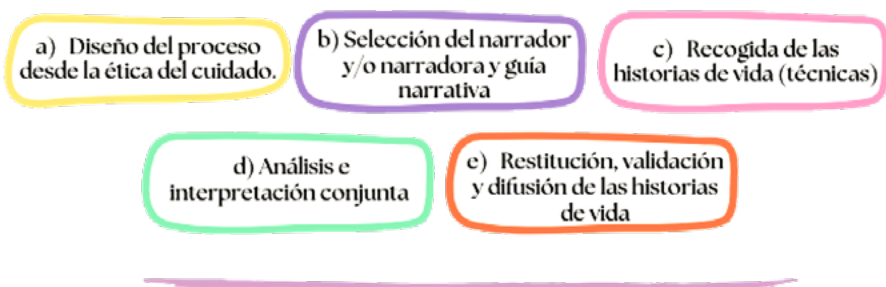 a) Diseño del proceso
desde la ética del cuidado.
b) Selección del narrador
y/o narradora y guía
narrativa
c) Recogida de las
historias de vida (técnicas)
d) Análisis e
interpretación conjunta
e) Restitución, validación
y difusión de las historias
de vida